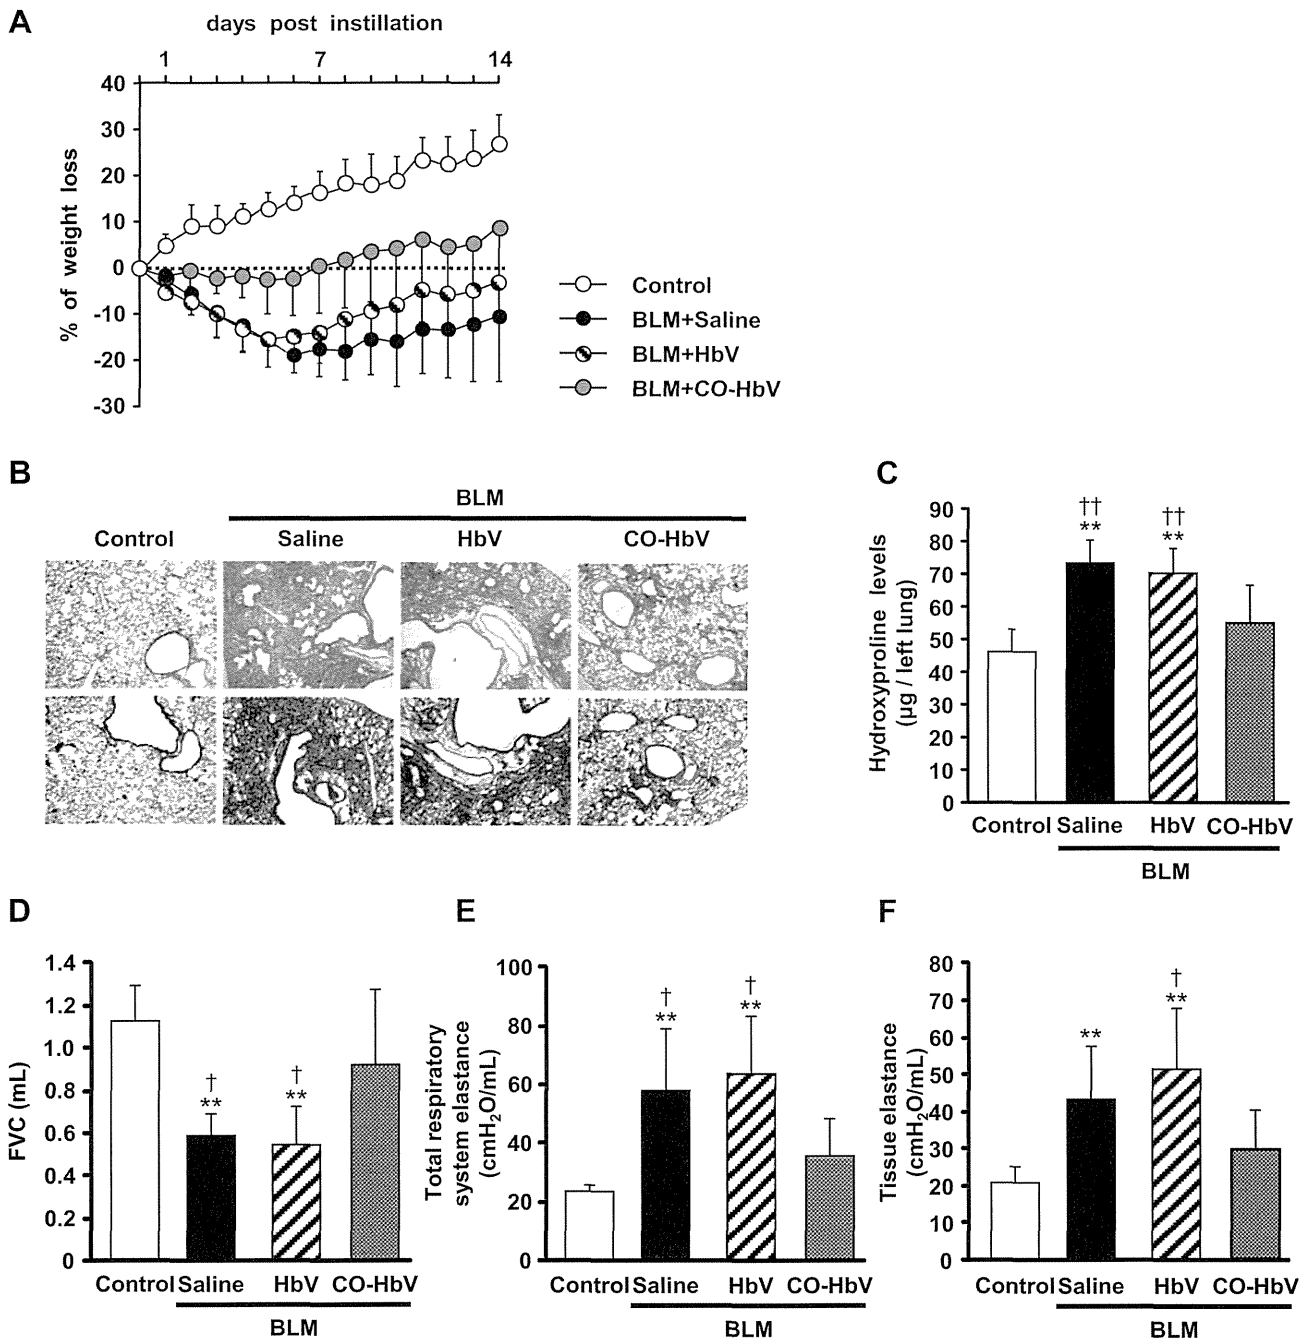 A
days post instillation
1 7 14
40
30
20
10
0
-10
-20
-30
% of weight loss
Control
BLM+Saline
BLM+HbV
BLM+CO-HbV
B
BLM
Control Saline HbV CO-HbV
C
Hydroxyproline levels
(μg / left lung)
90
80
70
60
50
40
30
20
10
0
††
**
††
**
Control Saline HbV CO-HbV
BLM
D
FVC (mL)
1.4
1.2
1.0
0.8
0.6
0.4
0.2
0
†
**
†
**
Control Saline HbV CO-HbV
BLM
E
Total respiratory
system elastance
(cmH2O/mL)
100
80
60
40
20
0
†
**
†
**
Control Saline HbV CO-HbV
BLM
F
Tissue elastance
(cmH2O/mL)
80
70
60
50
40
30
20
10
0
**
†
**
Control Saline HbV CO-HbV
BLM